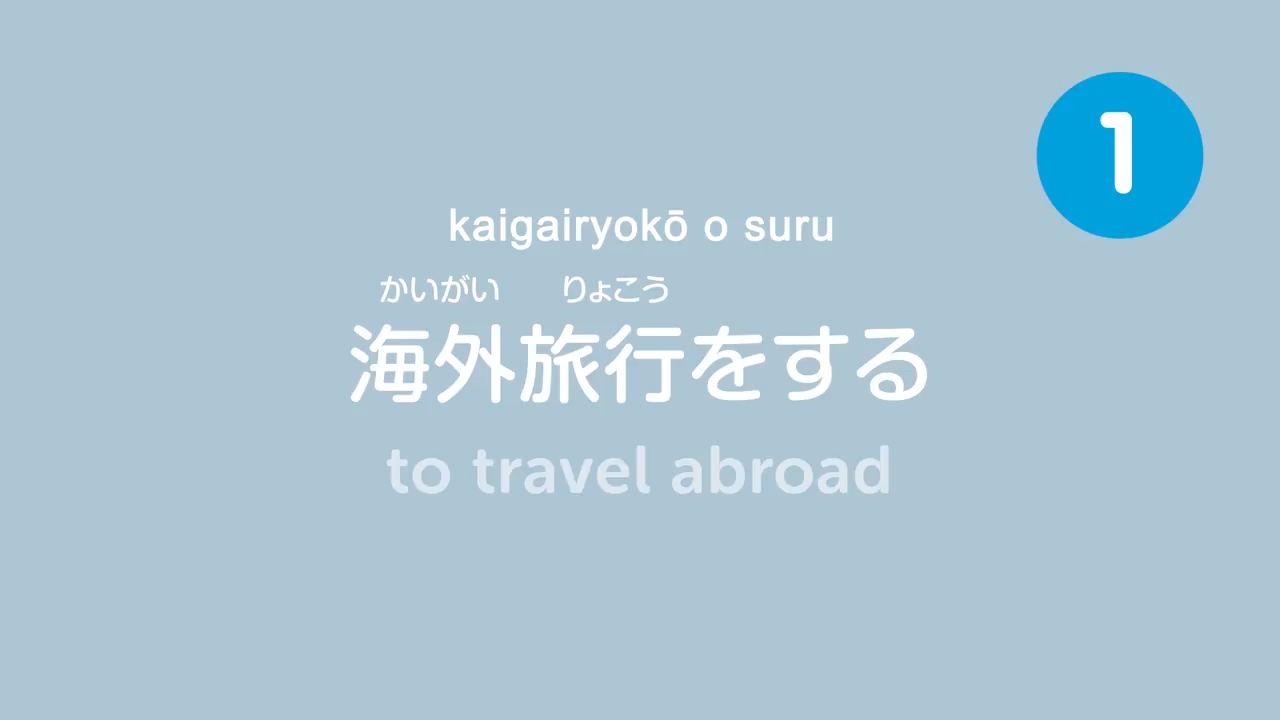 1
kaigairyokō o suru
かいがい りょこう
海外旅行をする
to travel abroad